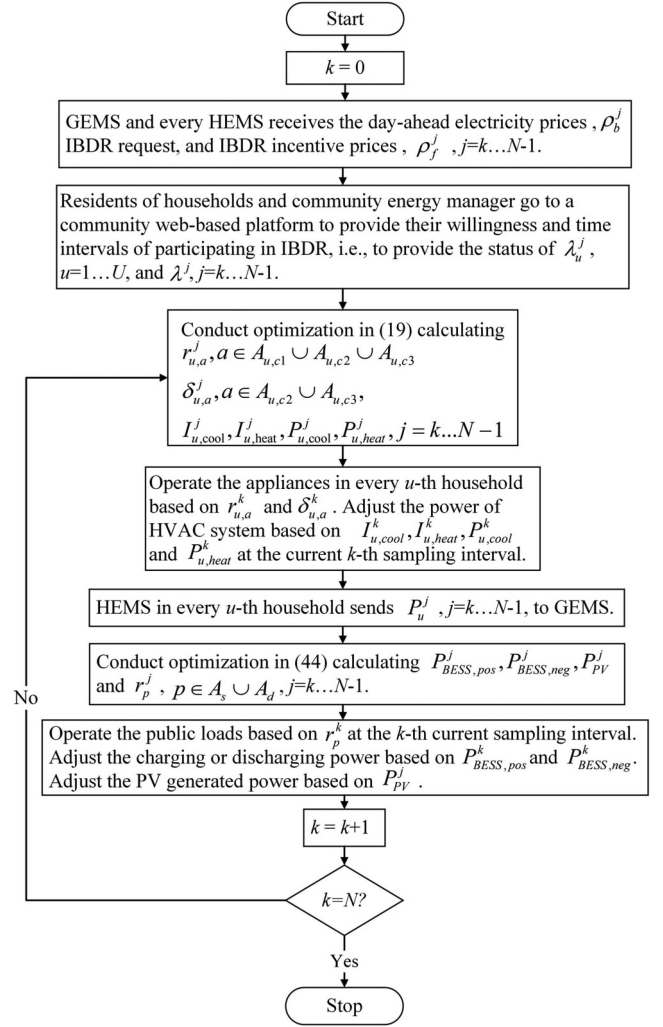 Start
k = 0
GEMS and every HEMS receives the day-ahead electricity prices , ρ_b^j
IBDR request, and IBDR incentive prices , ρ_f^j , j=k…N-1.
Residents of households and community energy manager go to a
community web-based platform to provide their willingness and time
intervals of participating in IBDR, i.e., to provide the status of λ_u^j ,
u=1…U, and λ^j, j=k…N-1.
Conduct optimization in (19) calculating
r_{u,a}^j, a ∈ A_{u,c1} ∪ A_{u,c2} ∪ A_{u,c3}
δ_{u,a}^j, a ∈ A_{u,c2} ∪ A_{u,c3},
I_{u,cool}^j, I_{u,heat}^j, P_{u,cool}^j, P_{u,heat}^j, j = k...N −1
Operate the appliances in every u-th household
based on r_{u,a}^k and δ_{u,a}^k . Adjust the power of
HVAC system based on I_{u,cool}^k, I_{u,heat}^k, P_{u,cool}^k
and P_{u,heat}^k at the current k-th sampling interval.
HEMS in every u-th household sends P_u^j , j=k…N-1, to GEMS.
Conduct optimization in (44) calculating P_{BESS,pos}^j, P_{BESS,neg}^j, P_{PV}^j
and r_p^j , p ∈ A_s ∪ A_d , j=k…N-1.
No
Operate the public loads based on r_p^k at the k-th current sampling interval.
Adjust the charging or discharging power based on P_{BESS,pos}^k and P_{BESS,neg}^k.
Adjust the PV generated power based on P_{PV}^j .
k = k+1
k=N?
Yes
Stop